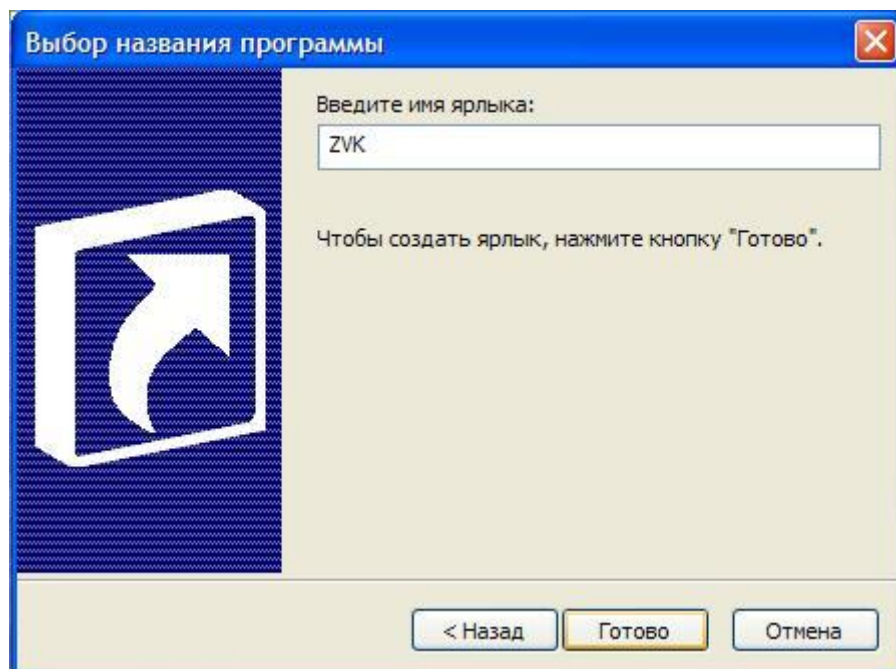 Выбор названия программы
Введите имя ярлыка:
ZVK
Чтобы создать ярлык, нажмите кнопку "Готово".
< Назад Готово Отмена